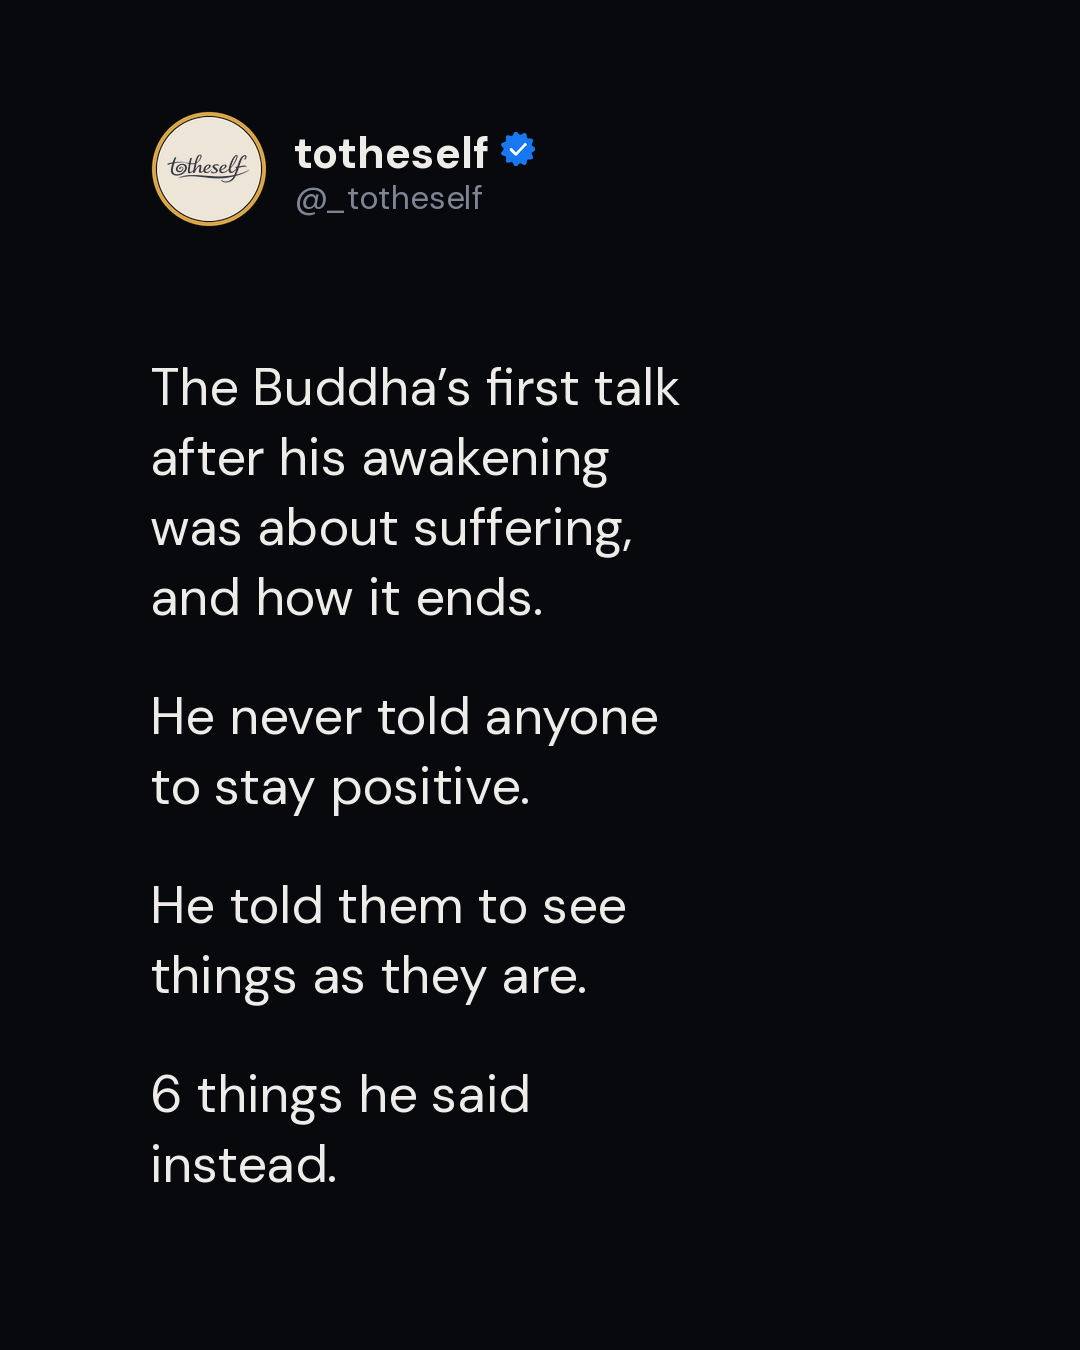 totheself
totheself
@_totheself
The Buddha’s first talk
after his awakening
was about suffering,
and how it ends.
He never told anyone
to stay positive.
He told them to see
things as they are.
6 things he said
instead.